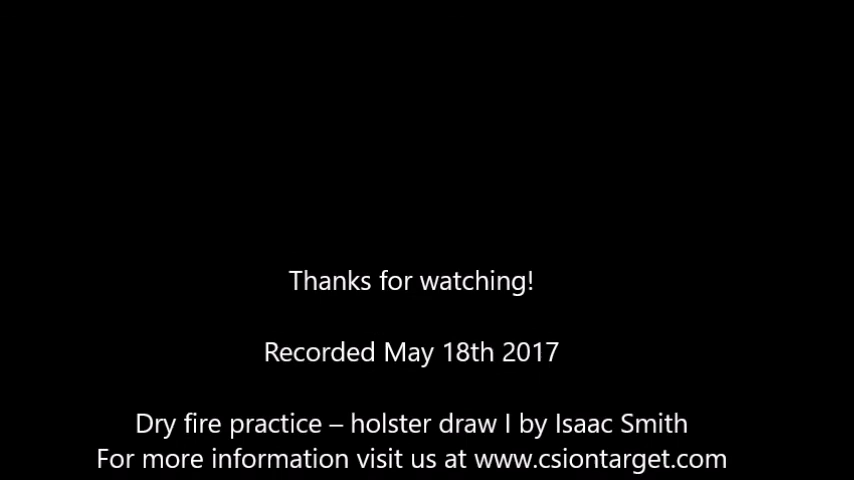 Thanks for watching!
Recorded May 18th 2017
Dry fire practice – holster draw I by Isaac Smith
For more information visit us at www.csiontarget.com